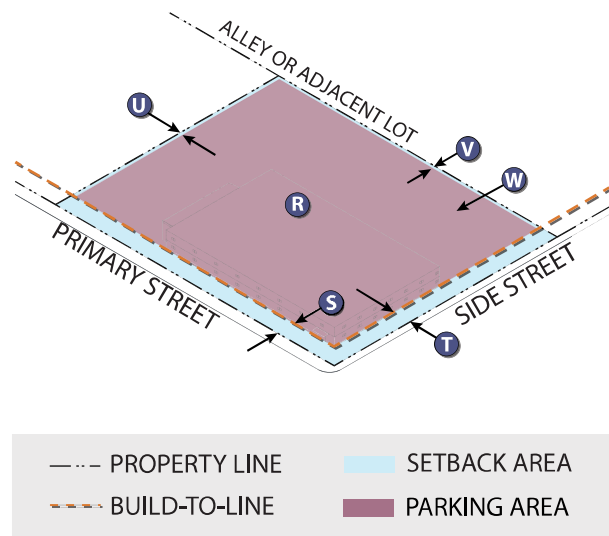 ALLEY OR ADJACENT LOT
U
V
W
R
PRIMARY STREET
S
SIDE STREET
T
PROPERTY LINE
SETBACK AREA
BUILD-TO-LINE
PARKING AREA